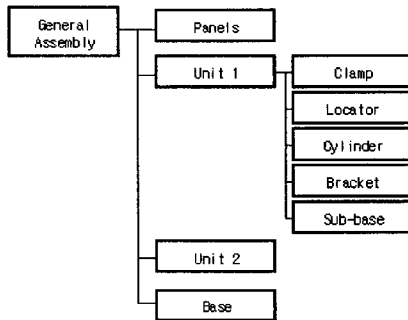 General
Assembly
Panels
Unit 1
Clamp
Locator
Cylinder
Bracket
Sub-base
Unit 2
Base